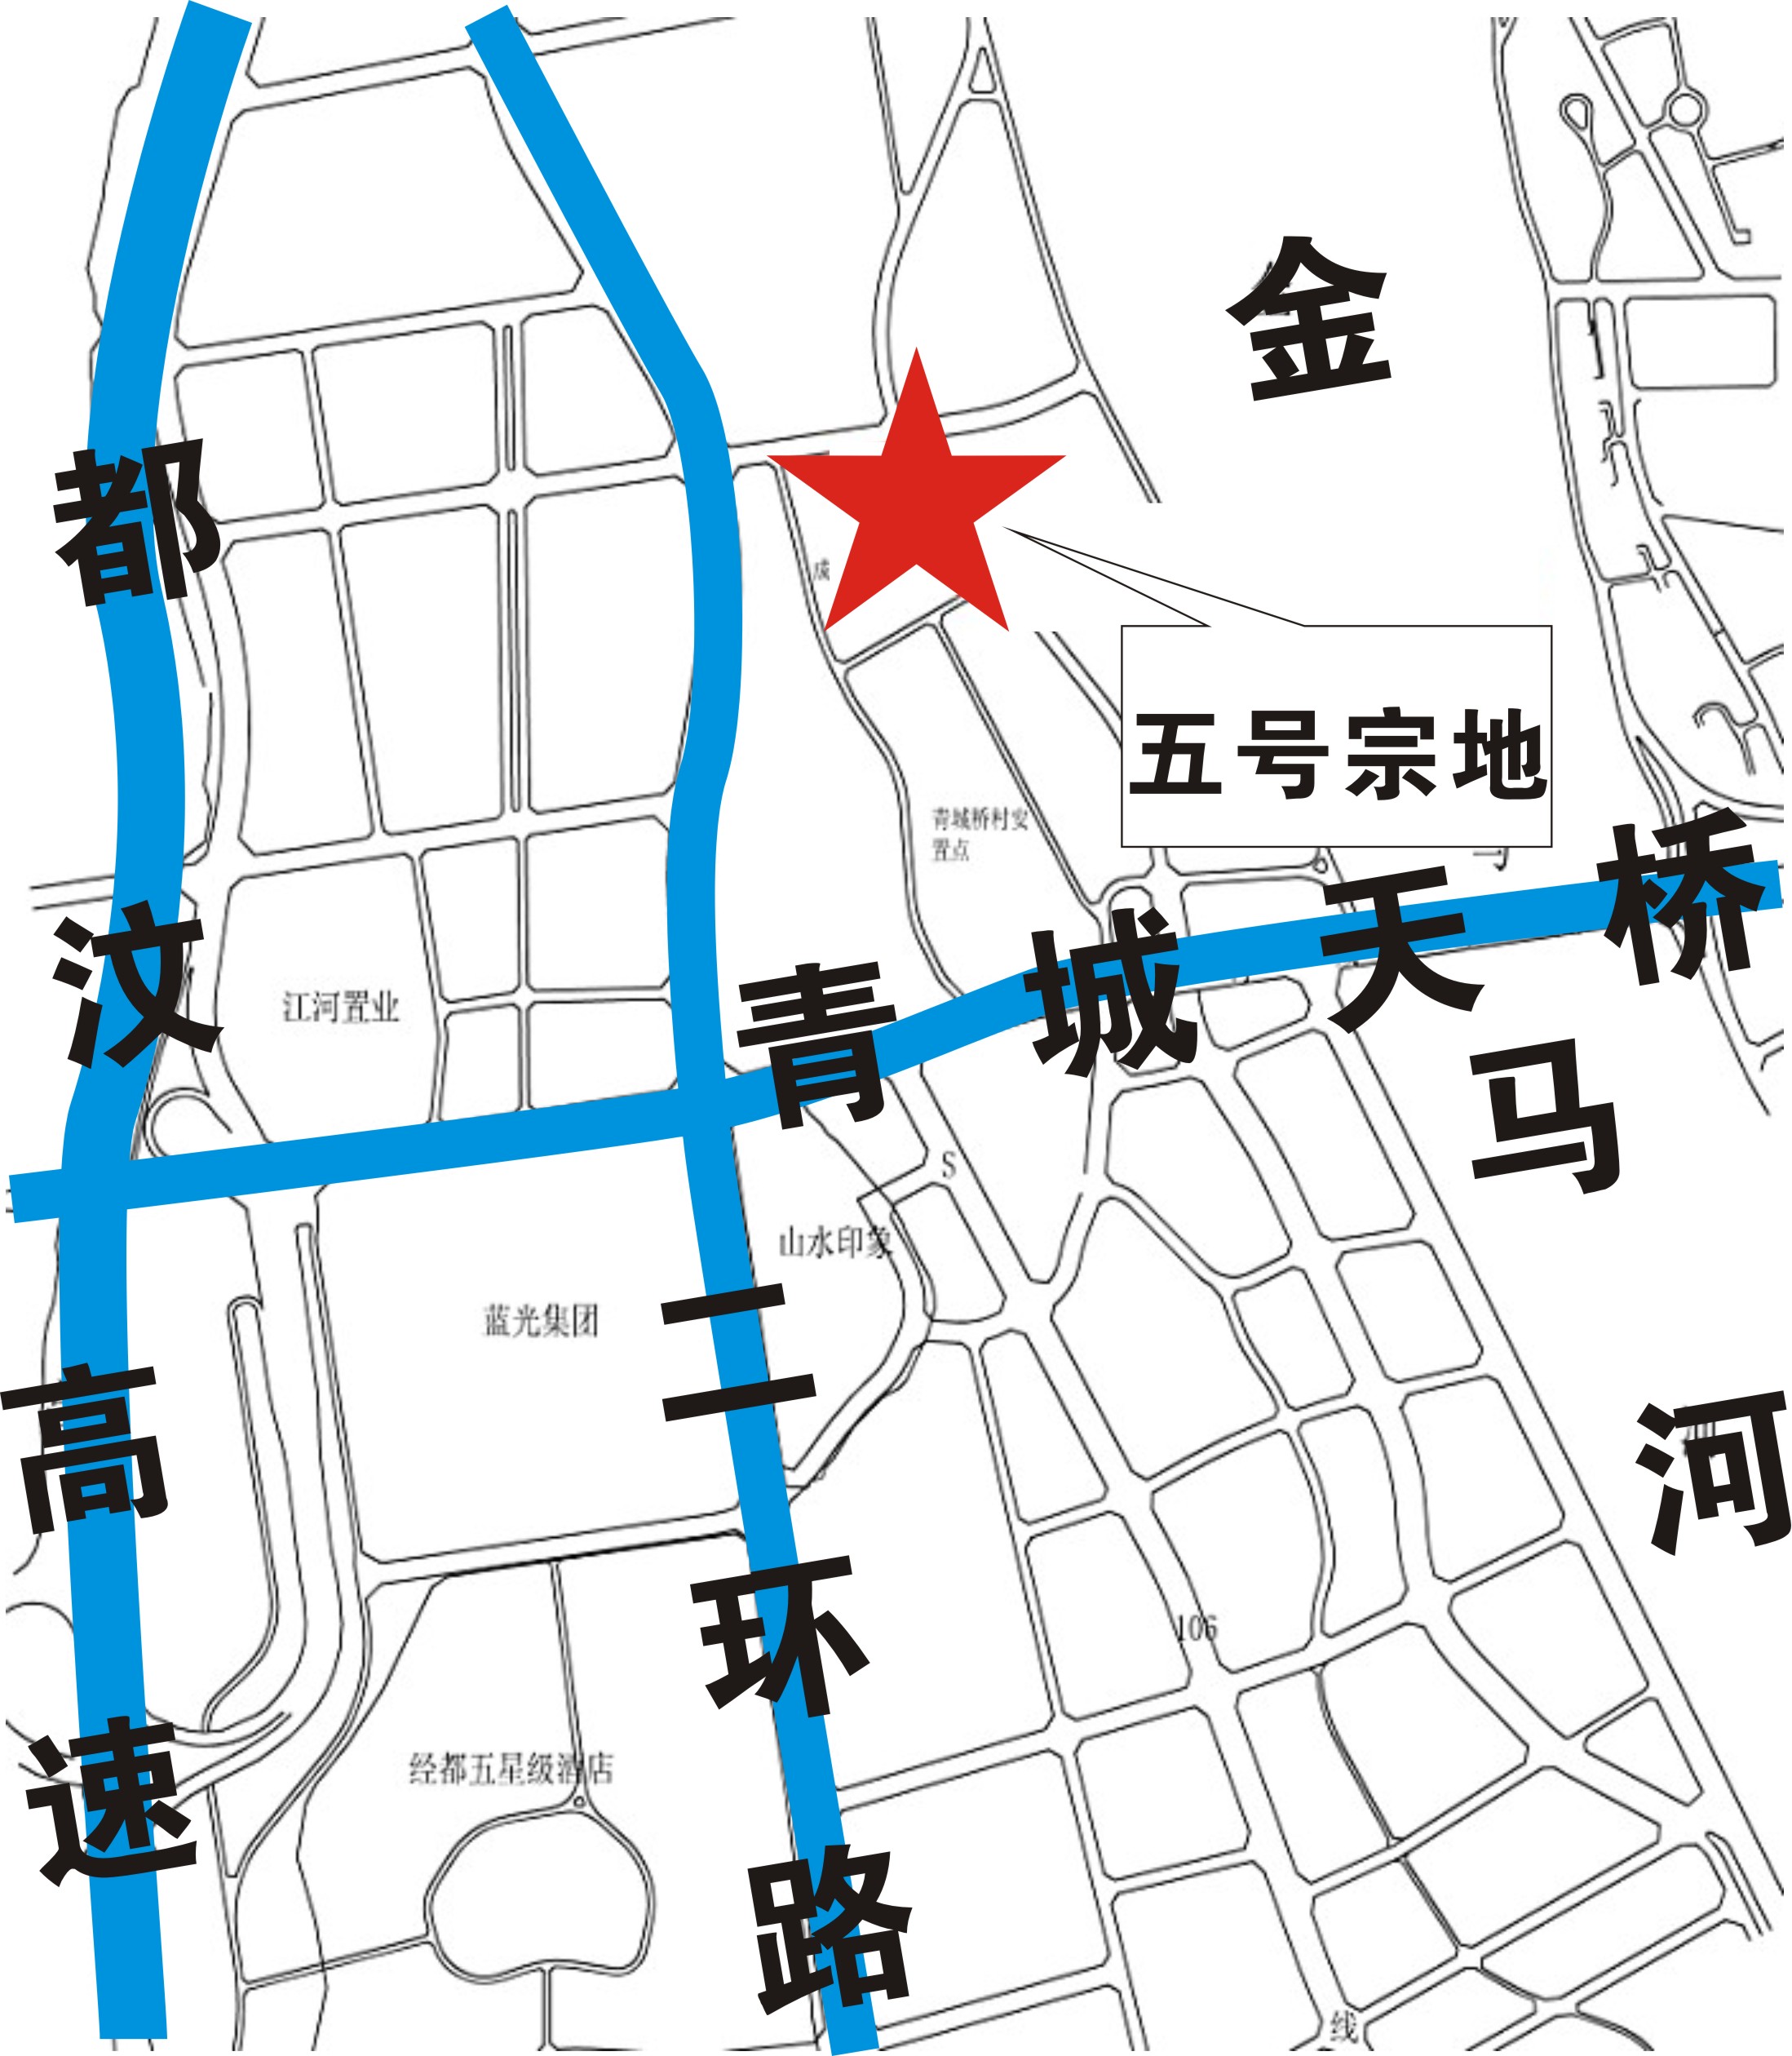 都汶高速
二环路
青城天桥
金马河
五号宗地
成
青城桥村安
置点
江河置业
S
山水印象
蓝光集团
106
经都五星级酒店
线